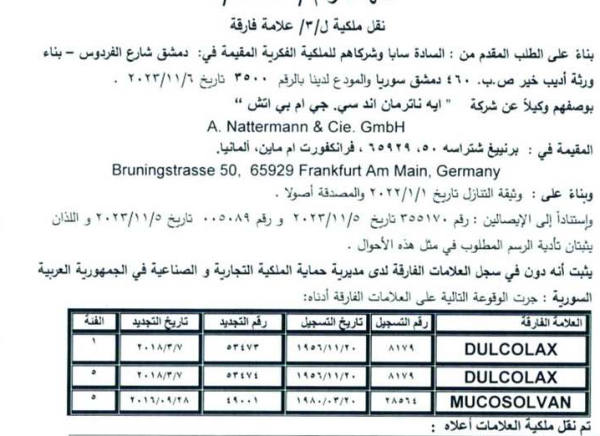 نقل ملكية ل/٣/ علامة فارقة
بناءً على الطلب المقدم من : السادة سابا وشركاهم للملكية الفكرية المقيمة في: دمشق شارع الفردوس – بناء
ورثة أديب خير ص.ب. ٤٦٠ دمشق سوريا والمودع لدينا بالرقم ٣٥٠٠ تاريخ ٢٠٢٣/١١/٦ .
بوصفهم وكيلاً عن شركة " ايه ناترمان اند سي. جي ام بي اتش "
A. Nattermann & Cie. GmbH
المقيمة في : برنييغ شتراسه ٥٠، ٦٥٩٢٩، فرانكفورت ام ماين، ألمانيا.
Bruningstrasse 50, 65929 Frankfurt Am Main, Germany
وبناء على : وثيقة التنازل تاريخ ٢٠٢٢/١/١ والمصدقة أصولا .
وإستناداً إلى الإيصالين : رقم ٣٥٥١٧٠ تاريخ ٢٠٢٣/١١/٥ و رقم ٠٠٥٠٨٩ تاريخ ٢٠٢٣/١١/٥ و اللذان
يثبتان تأدية الرسم المطلوب في مثل هذه الأحوال .
يثبت أنه دون في سجل العلامات الفارقة لدى مديرية حماية الملكية التجارية و الصناعية في الجمهورية العربية
السورية : جرت الوقوعة التالية على العلامات الفارقة أدناه:
العلامة الفارقة رقم التسجيل تاريخ التسجيل رقم التجديد تاريخ التجديد الفئة
DULCOLAX ٨١٧٩ ١٩٥٦/١١/٢٠ ٥٣٤٧٣ ٢٠١٨/٣/٧ ١
DULCOLAX ٨١٧٩ ١٩٥٦/١١/٢٠ ٥٣٤٧٤ ٢٠١٨/٣/٧ ٥
MUCOSOLVAN ٢٨٥٦٤ ١٩٨٠/٠٣/٢٠ ٤٩٠٠١ ٢٠١٦/٠٩/٢٨ ٥
تم نقل ملكية العلامات أعلاه :